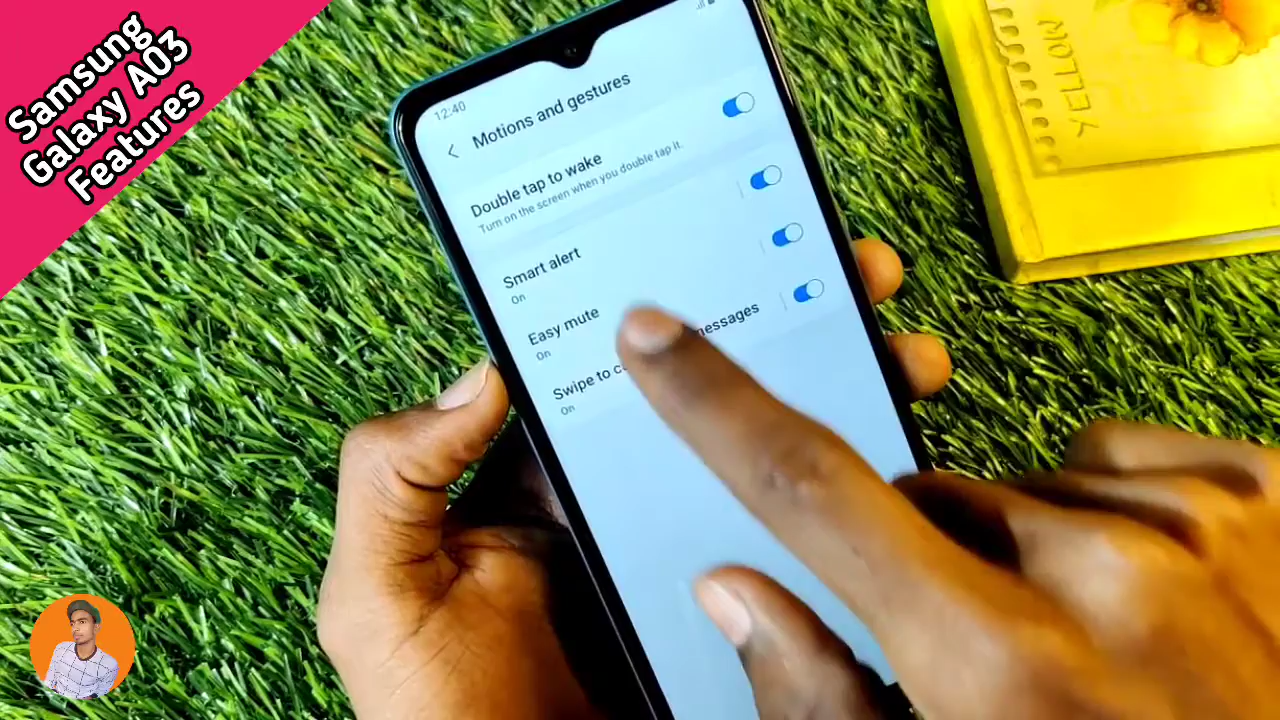 Samsung
Galaxy A03
Features
12:40
Motions and gestures
Double tap to wake
Turn on the screen when you double tap it.
Smart alert
On
Easy mute
On
Swipe to messages
On
YELLOW